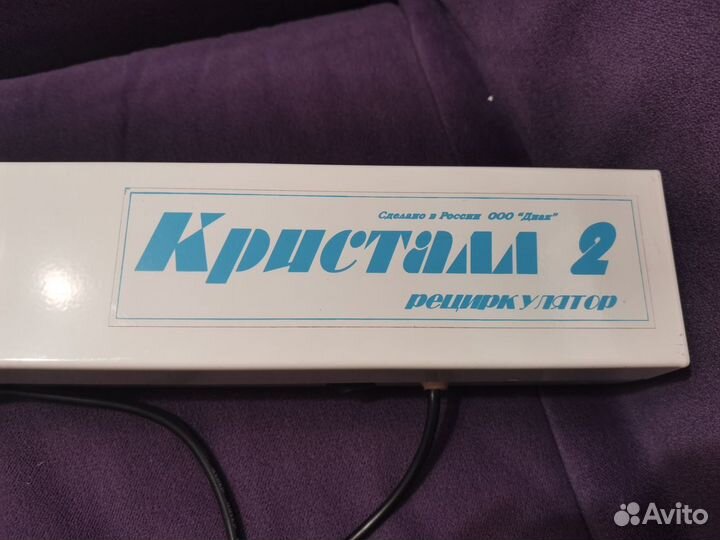 Сделано в России ООО "Диак"
Кристалл 2
рециркулятор
Avito